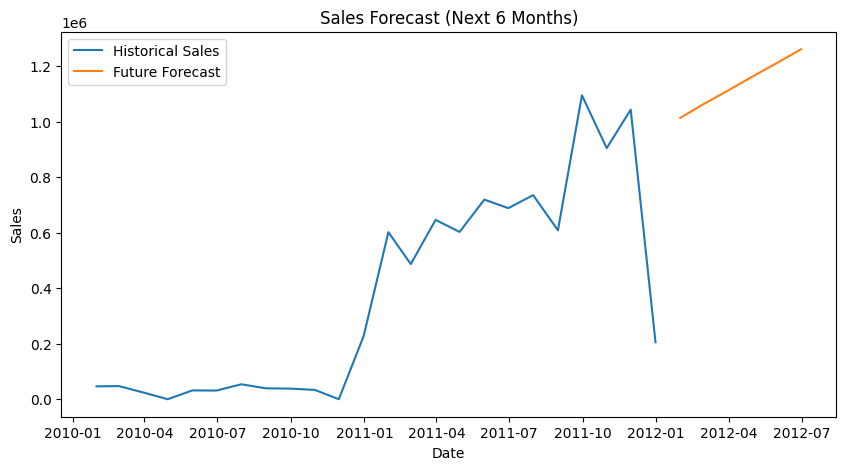 Sales Forecast (Next 6 Months)
1e6
Historical Sales
Future Forecast
1.2
1.0
0.8
0.6
0.4
0.2
0.0
Sales
2010-01 2010-04 2010-07 2010-10 2011-01 2011-04 2011-07 2011-10 2012-01 2012-04 2012-07
Date